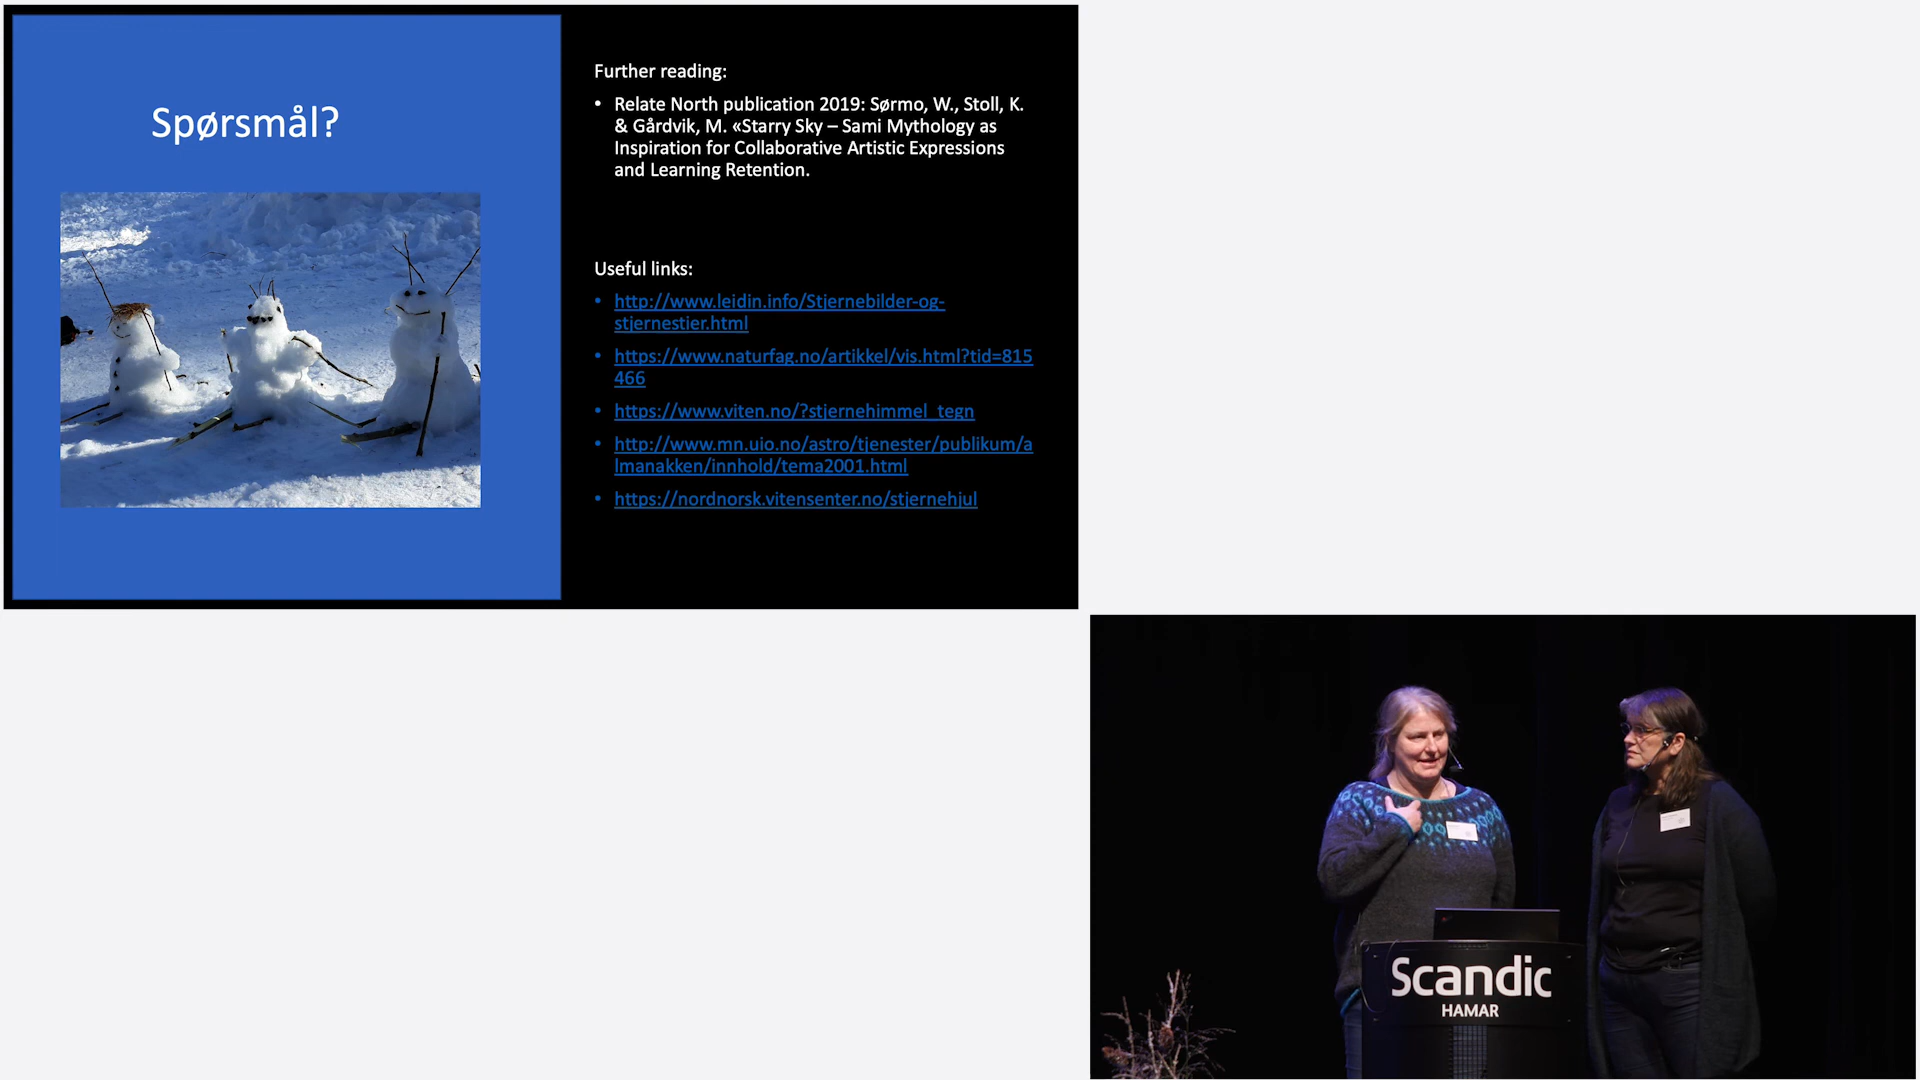 Spørsmål?
Further reading:
• Relate North publication 2019: Sørmo, W., Stoll, K.
& Gårdvik, M. «Starry Sky – Sami Mythology as
Inspiration for Collaborative Artistic Expressions
and Learning Retention.
Useful links:
• http://www.leidin.info/Stjernebilder-og-
stjernestier.html
• https://www.naturfag.no/artikkel/vis.html?tid=815
466
• https://www.viten.no/?stjernehimmel_tegn
• http://www.mn.uio.no/astro/tjenester/publikum/a
lmanakken/innhold/tema2001.html
• https://nordnorsk.vitensenter.no/stjernehjul
Scandic
HAMAR